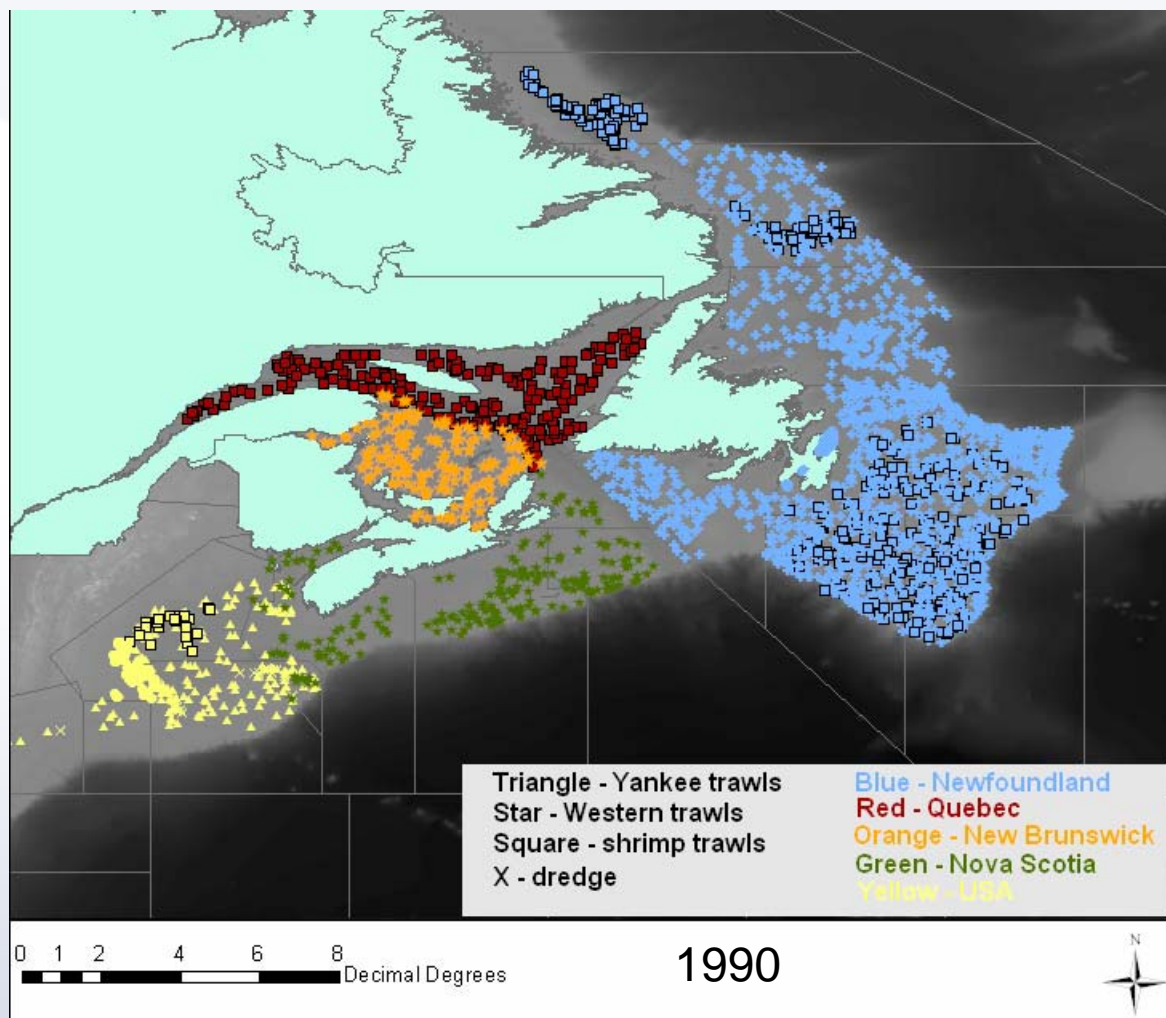 Triangle - Yankee trawls
Star - Western trawls
Square - shrimp trawls
X - dredge
Blue - Newfoundland
Red - Quebec
Orange - New Brunswick
Green - Nova Scotia
Yellow - USA
0 1 2 4 6 8
Decimal Degrees
1990
N